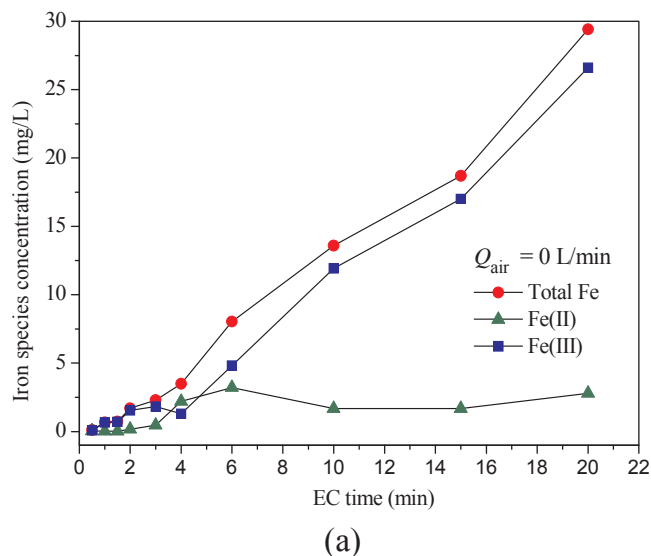 30
25
20
15
10
5
0
Iron species concentration (mg/L)
Q_air = 0 L/min
Total Fe
Fe(II)
Fe(III)
0 2 4 6 8 10 12 14 16 18 20 22
EC time (min)
(a)